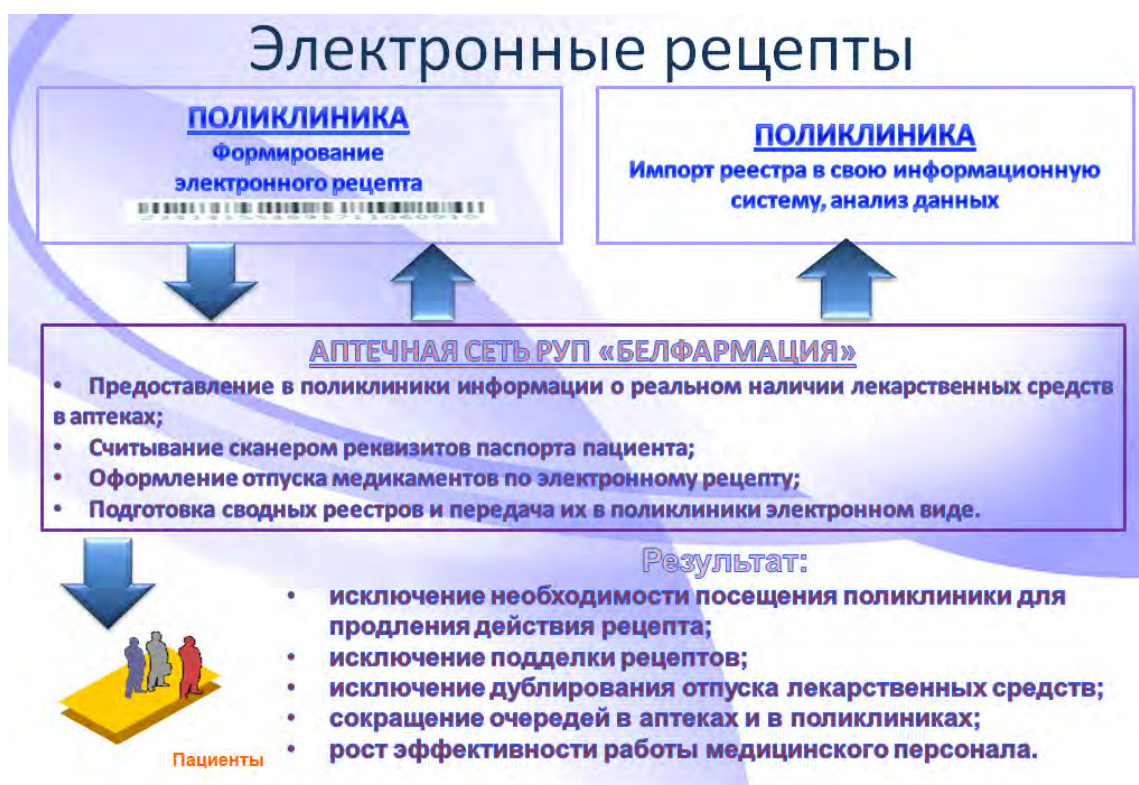 Электронные рецепты
ПОЛИКЛИНИКА
Формирование
электронного рецепта
ПОЛИКЛИНИКА
Импорт реестра в свою информационную
систему, анализ данных
АПТЕЧНАЯ СЕТЬ РУП «БЕЛФАРМАЦИЯ»
• Предоставление в поликлиники информации о реальном наличии лекарственных средств
в аптеках;
• Считывание сканером реквизитов паспорта пациента;
• Оформление отпуска медикаментов по электронному рецепту;
• Подготовка сводных реестров и передача их в поликлиники электронном виде.
Результат:
• исключение необходимости посещения поликлиники для
продления действия рецепта;
• исключение подделки рецептов;
• исключение дублирования отпуска лекарственных средств;
• сокращение очередей в аптеках и в поликлиниках;
• рост эффективности работы медицинского персонала.
Пациенты